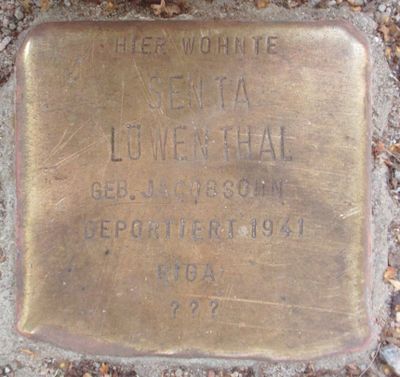 HIER WOHNTE
SENTA
LÖWENTHAL
GEB. JACOBSOHN
DEPORTIERT 1941
RIGA
???